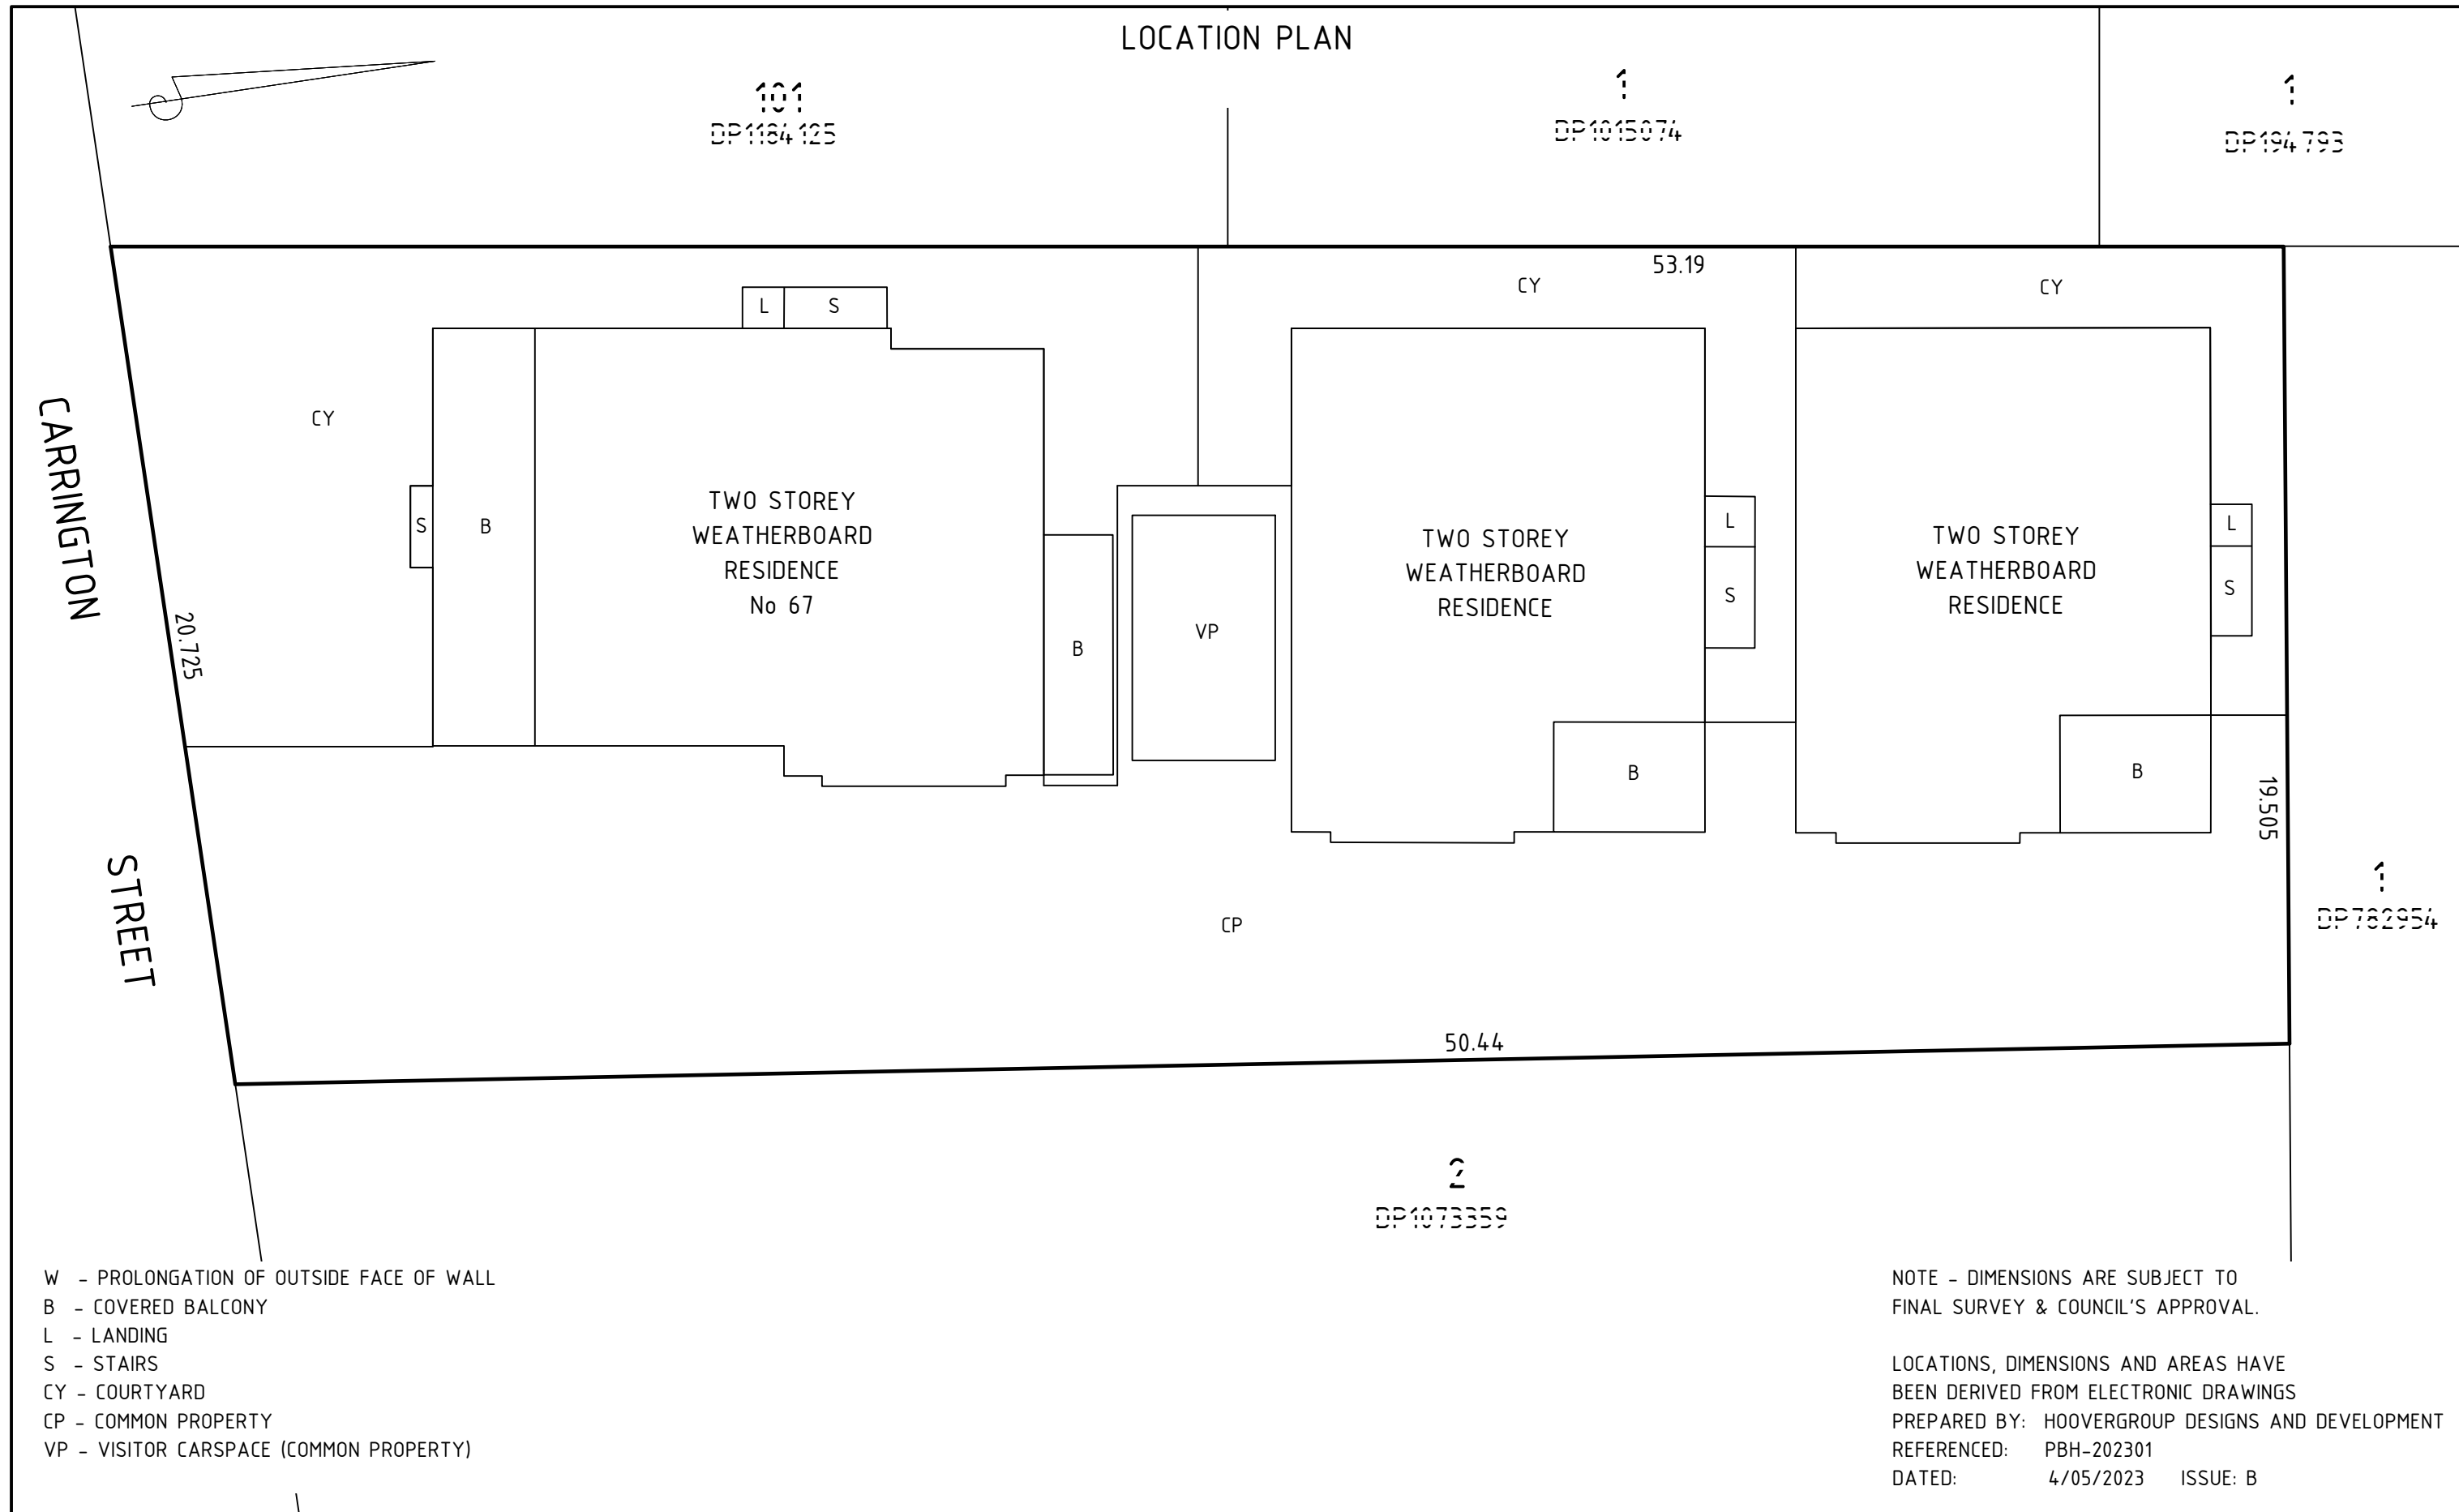 LOCATION PLAN
101
DP1184125
1
DP1015074
1
DP194793
53.19
CY
CY
L
S
CY
CARRINGTON
STREET
20.725
S
B
TWO STOREY
WEATHERBOARD
RESIDENCE
No 67
B
VP
TWO STOREY
WEATHERBOARD
RESIDENCE
L
S
B
TWO STOREY
WEATHERBOARD
RESIDENCE
L
S
B
19.505
1
DP782954
CP
50.44
2
DP1073359
W - PROLONGATION OF OUTSIDE FACE OF WALL
B - COVERED BALCONY
L - LANDING
S - STAIRS
CY - COURTYARD
CP - COMMON PROPERTY
VP - VISITOR CARSPACE (COMMON PROPERTY)
NOTE - DIMENSIONS ARE SUBJECT TO
FINAL SURVEY & COUNCIL'S APPROVAL.
LOCATIONS, DIMENSIONS AND AREAS HAVE
BEEN DERIVED FROM ELECTRONIC DRAWINGS
PREPARED BY: HOOVERGROUP DESIGNS AND DEVELOPMENT
REFERENCED: PBH-202301
DATED: 4/05/2023 ISSUE: B